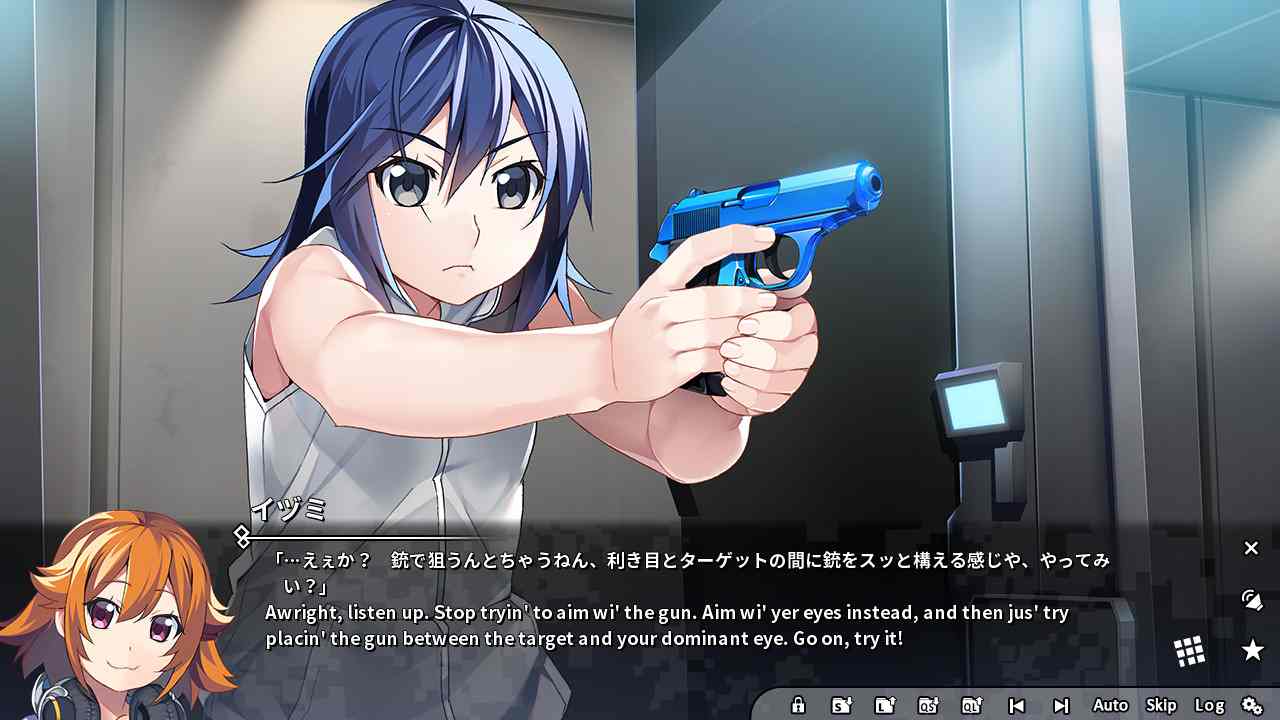 イヅミ
「…えぇか？　銃で狙うんとちゃうねん、利き目とターゲットの間に銃をスッと構える感じや、やってみ
い？」
Awright, listen up. Stop tryin' to aim wi' the gun. Aim wi' yer eyes instead, and then jus' try
placin' the gun between the target and your dominant eye. Go on, try it!
S L QS QL Auto Skip Log